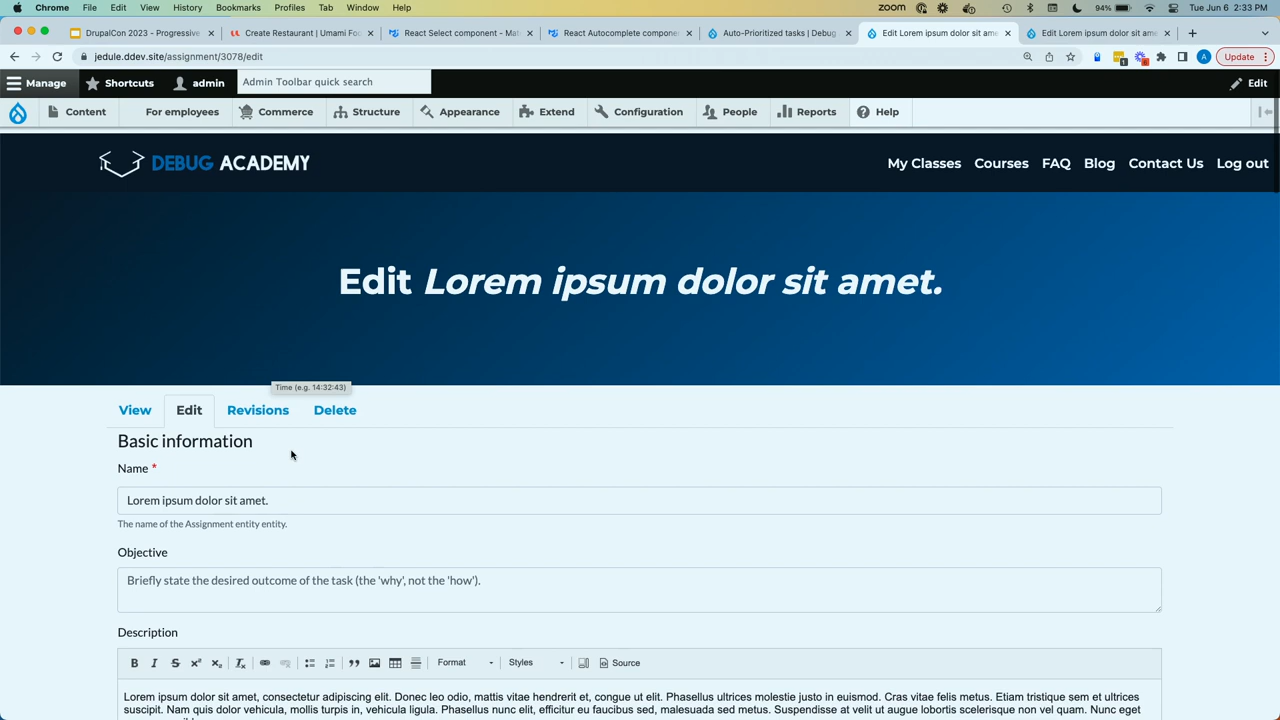 Chrome File Edit View History Bookmarks Profiles Tab Window Help zoom 94% Tue Jun 6 2:33 PM
DrupalCon 2023 - Progressive Create Restaurant | Umami Foo React Select component - Mat React Autocomplete compone Auto-Prioritized tasks | Debug Edit Lorem ipsum dolor sit ame Edit Lorem ipsum dolor sit ame
jedule.ddev.site/assignment/3078/edit A Update
Manage Shortcuts admin Admin Toolbar quick search Edit
Content For employees Commerce Structure Appearance Extend Configuration People Reports Help
DEBUG ACADEMY My Classes Courses FAQ Blog Contact Us Log out
Edit Lorem ipsum dolor sit amet.
Time (e.g. 14:32:43)
View Edit Revisions Delete
Basic information
Name *
Lorem ipsum dolor sit amet.
The name of the Assignment entity entity.
Objective
Briefly state the desired outcome of the task (the 'why', not the 'how').
Description
Format Styles Source
Lorem ipsum dolor sit amet, consectetur adipiscing elit. Donec leo odio, mattis vitae hendrerit et, congue ut elit. Phasellus ultrices molestie justo in euismod. Cras vitae felis metus. Etiam tristique sem et ultrices
suscipit. Nam quis dolor vehicula, mollis turpis in, vehicula ligula. Phasellus nunc elit, efficitur eu faucibus sed, malesuada sed metus. Suspendisse at velit ut augue lobortis scelerisque non vel quam. Nunc eget